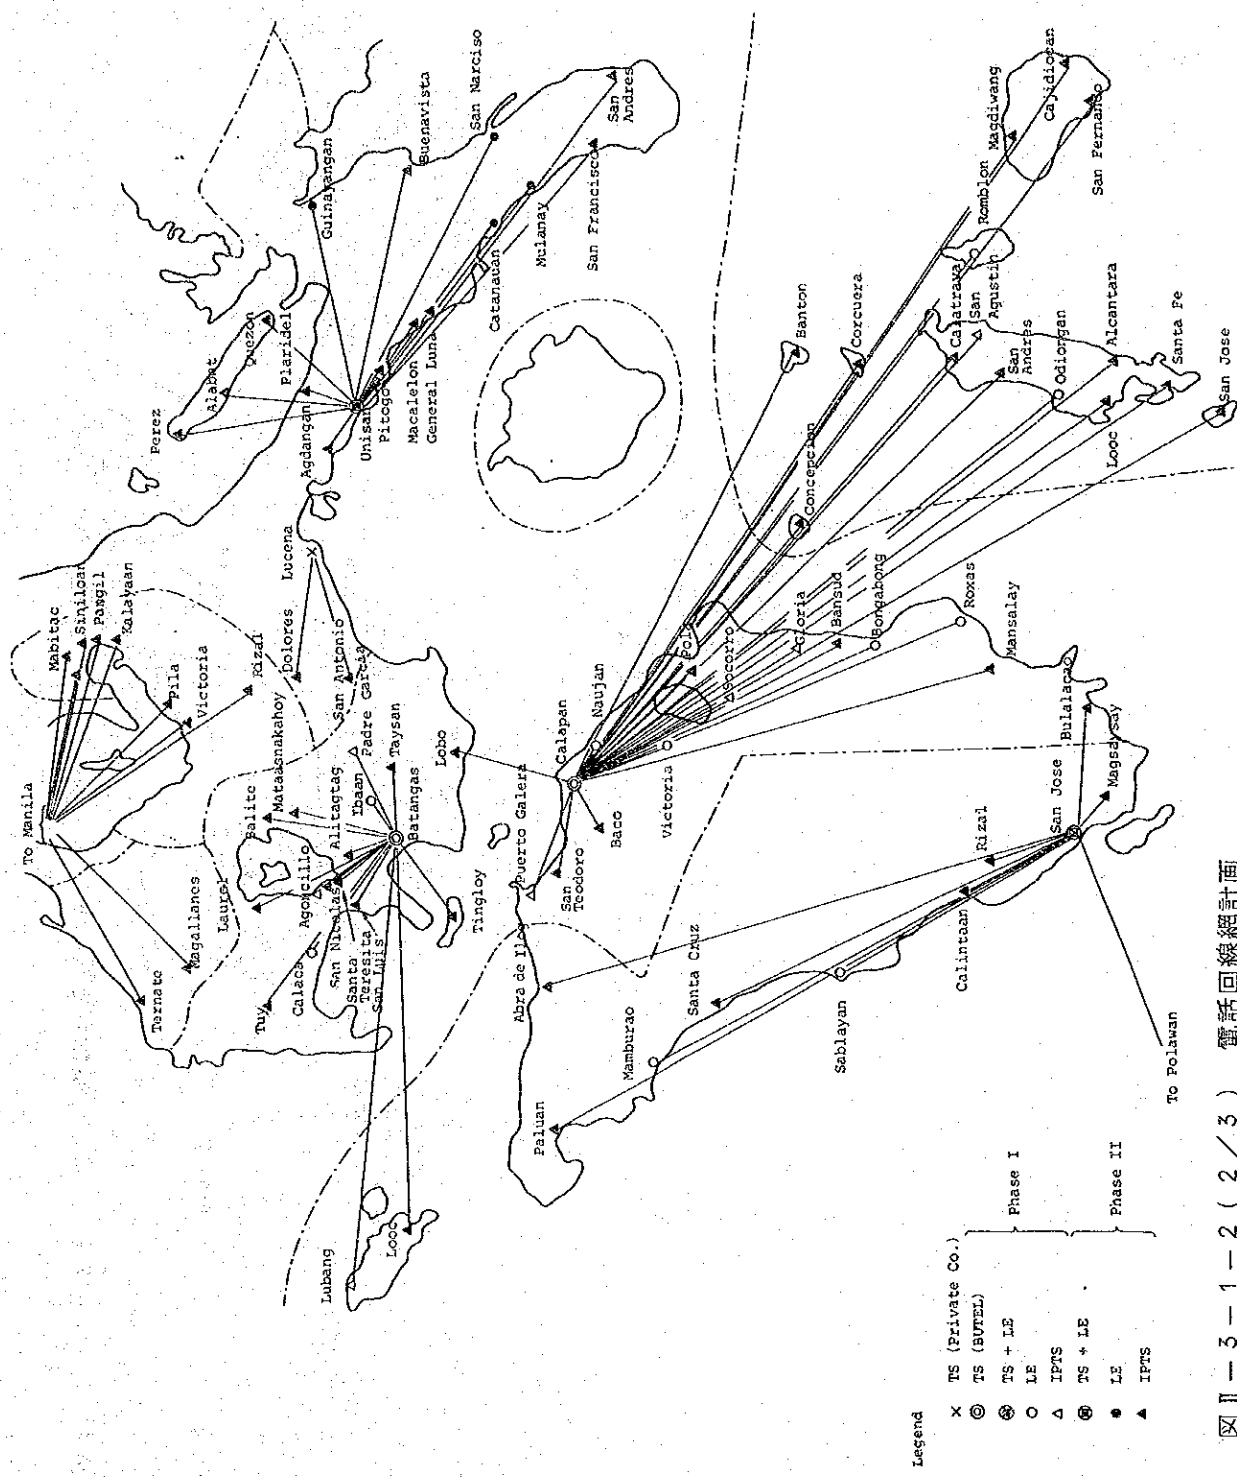 To Manila
Mabitac
Siniloan
Pangil
Kalayaan
Pila
Victoria
Rizal
Ternate
Magallanes
Laurel
Balite
Mataasnakahoy
Alitagtag
Ibaan
Padre Garcia
San Antonio
Dolores
Lucena
Taysan
Lobo
Batangas
Agoncillo
San Nicolas
Santa
Teresita
San Luis
Calaca
Tuy
Tingloy
Lubang
Looc
Perez
Alabat
Quezon
Plaridel
Agdangan
Unisan
Pitogo
Macalelon
General Luna
Guinayangan
Buenavista
San Narciso
Catanauan
Mulanay
San Francisco
San
Andres
Puerto Galera
San
Teodoro
Calapan
Naujan
Baco
Victoria
Pola
Socorro
Gloria
Bansud
Bongabong
Roxas
Mansalay
Bulalacao
Magsaysay
San Jose
Rizal
Calintaan
Sablayan
Santa Cruz
Mamburao
Abra de Ilog
Paluan
To Polawan
Concepcion
Banton
Corcuera
Romblon
Magdiwang
Cajidiocan
San Fernando
Calatrava
San
Agustin
San
Andres
Odiongan
Alcantara
Looc
Santa Fe
San Jose
Legend
TS (Private Co.)
TS (BUTEL)
TS + LE
LE
IPTS
Phase I
TS + LE
LE
IPTS
Phase II
図Ⅱ－3－1－2 (2／3) 電話回線網計画